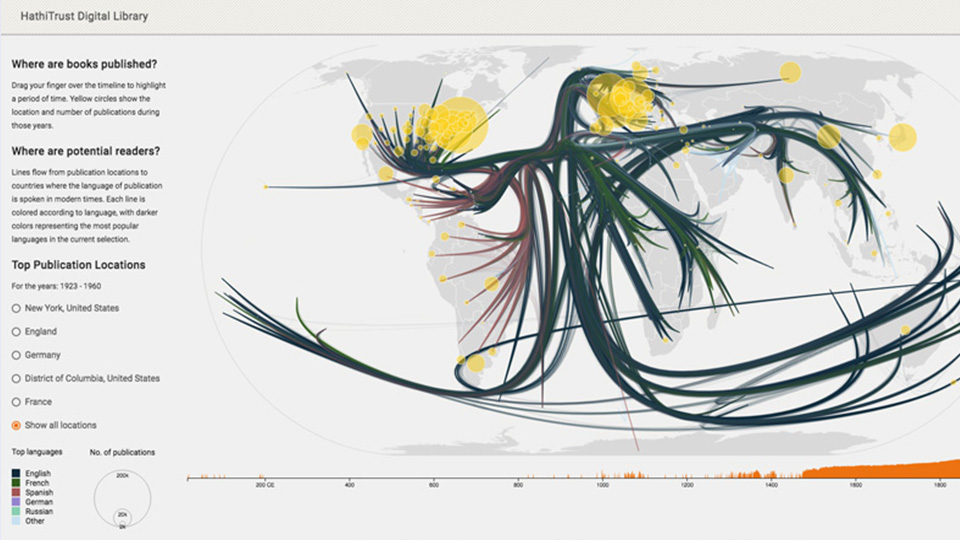 HathiTrust Digital Library
Where are books published?
Drag your finger over the timeline to highlight
a period of time. Yellow circles show the
location and number of publications during
those years.
Where are potential readers?
Lines flow from publication locations to
countries where the language of publication
is spoken in modern times. Each line is
colored according to language, with darker
colors representing the most popular
languages in the current selection.
Top Publication Locations
For the years: 1923 - 1960
New York, United States
England
Germany
District of Columbia, United States
France
Show all locations
Top languages
No. of publications
English
French
Spanish
German
Russian
Other
200k
20k
2k
200 CE
400
600
800
1000
1200
1400
1600
1800